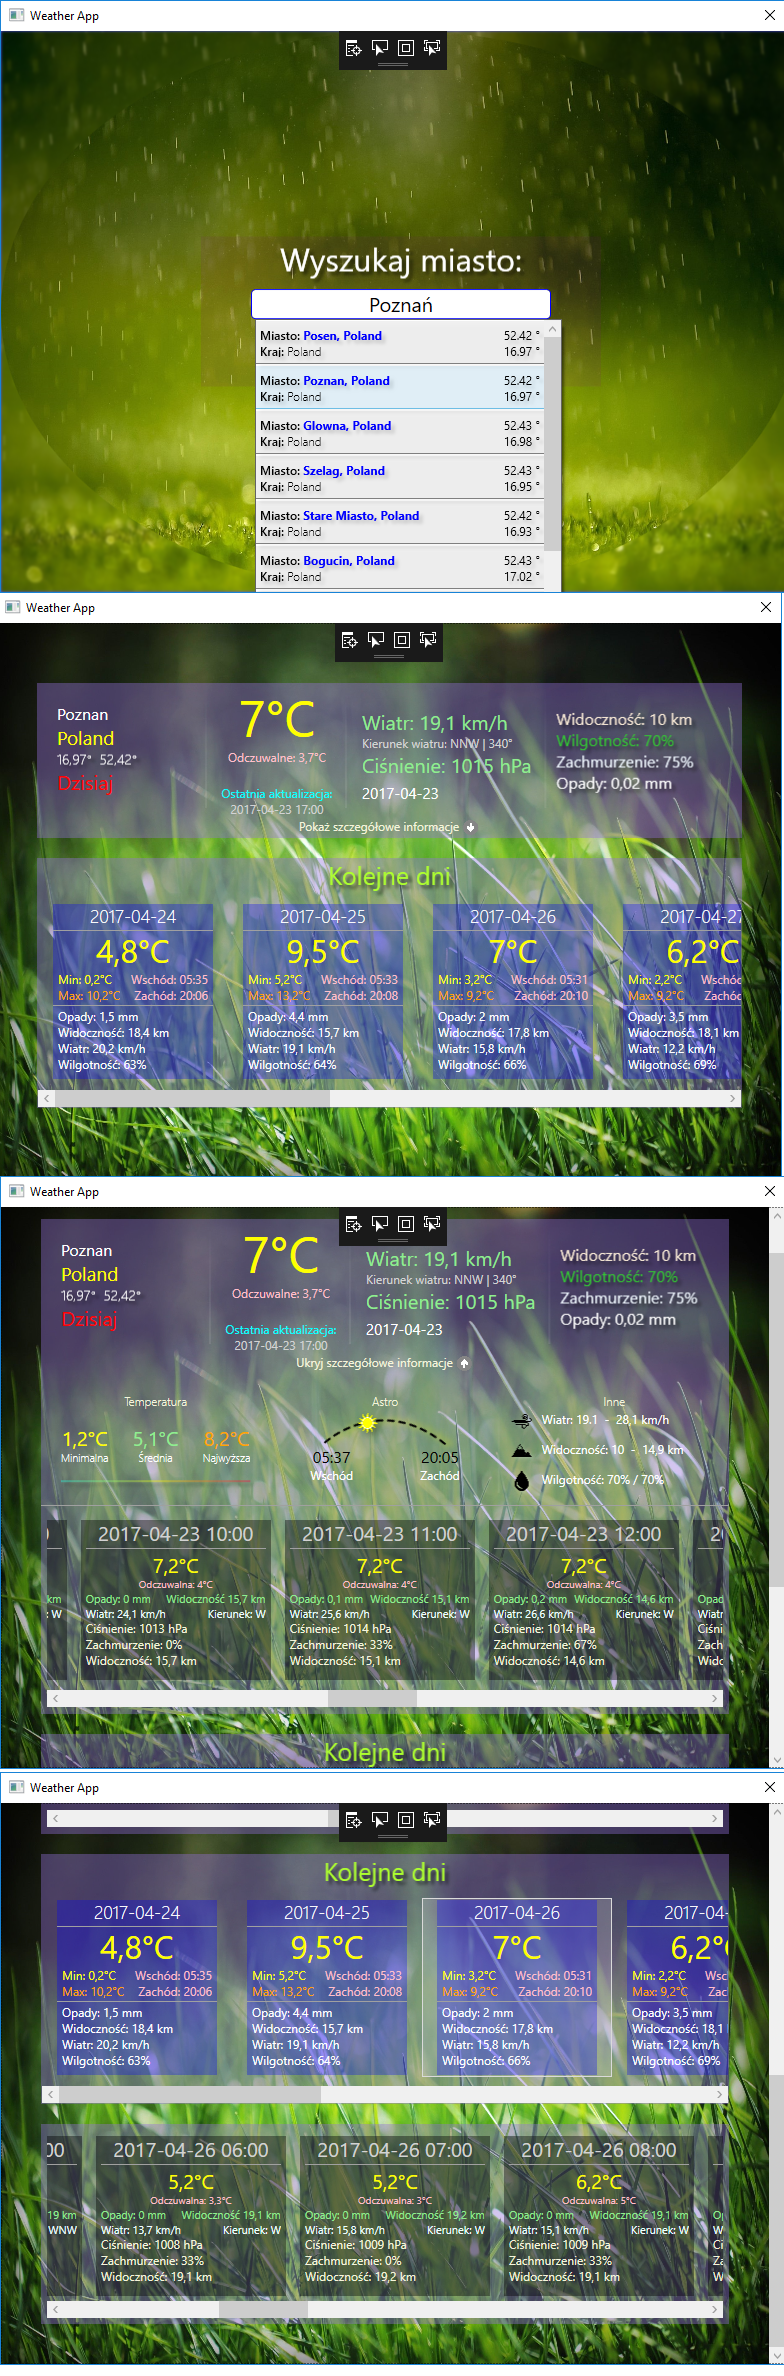 Weather App
Wyszukaj miasto:
Poznań
Miasto: Posen, Poland 52.42 °
Kraj: Poland 16.97 °
Miasto: Poznan, Poland 52.42 °
Kraj: Poland 16.97 °
Miasto: Glowna, Poland 52.43 °
Kraj: Poland 16.98 °
Miasto: Szelag, Poland 52.43 °
Kraj: Poland 16.95 °
Miasto: Stare Miasto, Poland 52.42 °
Kraj: Poland 16.93 °
Miasto: Bogucin, Poland 52.43 °
Kraj: Poland 17.02 °
Weather App
Poznan
Poland
16,97° 52,42°
Dzisiaj
7°C
Odczuwalne: 3,7°C
Ostatnia aktualizacja:
2017-04-23 17:00
Wiatr: 19,1 km/h
Kierunek wiatru: NNW | 340°
Ciśnienie: 1015 hPa
2017-04-23
Widoczność: 10 km
Wilgotność: 70%
Zachmurzenie: 75%
Opady: 0,02 mm
Pokaż szczegółowe informacje
Kolejne dni
2017-04-24
4,8°C
Min: 0,2°C Wschód: 05:35
Max: 10,2°C Zachód: 20:06
Opady: 1,5 mm
Widoczność: 18,4 km
Wiatr: 20,2 km/h
Wilgotność: 63%
2017-04-25
9,5°C
Min: 5,2°C Wschód: 05:33
Max: 13,2°C Zachód: 20:08
Opady: 4,4 mm
Widoczność: 15,7 km
Wiatr: 19,1 km/h
Wilgotność: 64%
2017-04-26
7°C
Min: 3,2°C Wschód: 05:31
Max: 9,2°C Zachód: 20:10
Opady: 2 mm
Widoczność: 17,8 km
Wiatr: 15,8 km/h
Wilgotność: 66%
2017-04-27
6,2°C
Min: 2,2°C Wschó
Max: 9,2°C Zachó
Opady: 3,5 mm
Widoczność: 18,1 km
Wiatr: 12,2 km/h
Wilgotność: 69%
Weather App
Poznan
Poland
16,97° 52,42°
Dzisiaj
7°C
Odczuwalne: 3,7°C
Ostatnia aktualizacja:
2017-04-23 17:00
Wiatr: 19,1 km/h
Kierunek wiatru: NNW | 340°
Ciśnienie: 1015 hPa
2017-04-23
Widoczność: 10 km
Wilgotność: 70%
Zachmurzenie: 75%
Opady: 0,02 mm
Ukryj szczegółowe informacje
Temperatura
1,2°C 5,1°C 8,2°C
Minimalna Średnia Najwyższa
Astro
05:37 20:05
Wschód Zachód
Inne
Wiatr: 19.1 - 28,1 km/h
Widoczność: 10 - 14,9 km
Wilgotność: 70% / 70%
km
: W
2017-04-23 10:00
7,2°C
Odczuwalna: 4°C
Opady: 0 mm Widoczność 15,7 km
Wiatr: 24,1 km/h Kierunek: W
Ciśnienie: 1013 hPa
Zachmurzenie: 0%
Widoczność: 15,7 km
2017-04-23 11:00
7,2°C
Odczuwalna: 4°C
Opady: 0,1 mm Widoczność 15,1 km
Wiatr: 25,6 km/h Kierunek: W
Ciśnienie: 1014 hPa
Zachmurzenie: 33%
Widoczność: 15,1 km
2017-04-23 12:00
7,2°C
Odczuwalna: 4°C
Opady: 0,2 mm Widoczność 14,6 km
Wiatr: 26,6 km/h Kierunek: W
Ciśnienie: 1014 hPa
Zachmurzenie: 67%
Widoczność: 14,6 km
Opad
Wiatr
Ciśni
Zach
Widc
Kolejne dni
Weather App
Kolejne dni
2017-04-24
4,8°C
Min: 0,2°C Wschód: 05:35
Max: 10,2°C Zachód: 20:06
Opady: 1,5 mm
Widoczność: 18,4 km
Wiatr: 20,2 km/h
Wilgotność: 63%
2017-04-25
9,5°C
Min: 5,2°C Wschód: 05:33
Max: 13,2°C Zachód: 20:08
Opady: 4,4 mm
Widoczność: 15,7 km
Wiatr: 19,1 km/h
Wilgotność: 64%
2017-04-26
7°C
Min: 3,2°C Wschód: 05:31
Max: 9,2°C Zachód: 20:10
Opady: 2 mm
Widoczność: 17,8 km
Wiatr: 15,8 km/h
Wilgotność: 66%
2017-04-
6,2°
Min: 2,2°C Wsc
Max: 9,2°C Zac
Opady: 3,5 mm
Widoczność: 18,1
Wiatr: 12,2 km/h
Wilgotność: 69%
00
19 km
WNW
2017-04-26 06:00
5,2°C
Odczuwalna: 3,3°C
Opady: 0 mm Widoczność 19,1 km
Wiatr: 13,7 km/h Kierunek: W
Ciśnienie: 1008 hPa
Zachmurzenie: 33%
Widoczność: 19,1 km
2017-04-26 07:00
5,2°C
Odczuwalna: 3°C
Opady: 0 mm Widoczność 19,2 km
Wiatr: 15,8 km/h Kierunek: W
Ciśnienie: 1009 hPa
Zachmurzenie: 0%
Widoczność: 19,2 km
2017-04-26 08:00
6,2°C
Odczuwalna: 5°C
Opady: 0 mm Widoczność 19,1 km
Wiatr: 15,1 km/h Kierunek: W
Ciśnienie: 1009 hPa
Zachmurzenie: 33%
Widoczność: 19,1 km